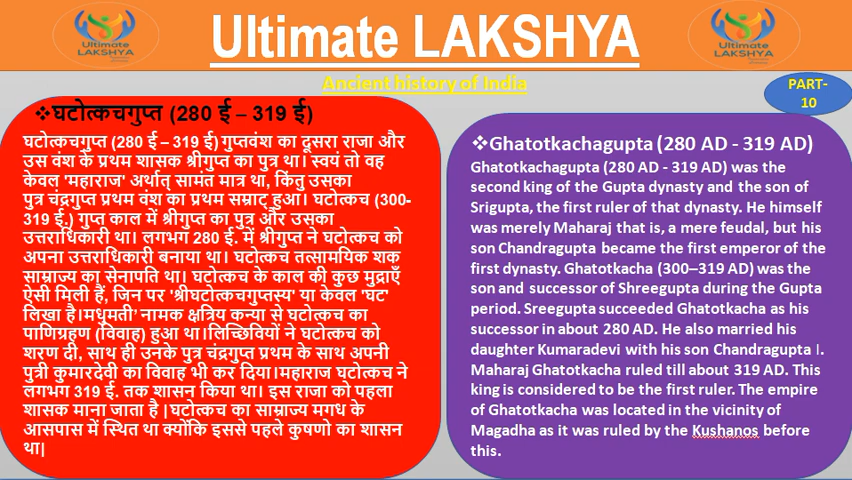 Ultimate
LAKSHYA
Ultimate LAKSHYA
Ultimate
LAKSHYA
Ancient history of India
PART-
10
❖घटोत्कचगुप्त (280 ई – 319 ई)
घटोत्कचगुप्त (280 ई – 319 ई) गुप्तवंश का दूसरा राजा और
उस वंश के प्रथम शासक श्रीगुप्त का पुत्र था। स्वयं तो वह
केवल 'महाराज' अर्थात् सामंत मात्र था, किंतु उसका
पुत्र चंद्रगुप्त प्रथम वंश का प्रथम सम्राट् हुआ। घटोत्कच (300-
319 ई.) गुप्त काल में श्रीगुप्त का पुत्र और उसका
उत्तराधिकारी था। लगभग 280 ई. में श्रीगुप्त ने घटोत्कच को
अपना उत्तराधिकारी बनाया था। घटोत्कच तत्सामयिक शक
साम्राज्य का सेनापति था। घटोत्कच के काल की कुछ मुद्राएँ
ऐसी मिली हैं, जिन पर 'श्रीघटोत्कचगुप्तस्य' या केवल 'घट'
लिखा है।मधुमती' नामक क्षत्रिय कन्या से घटोत्कच का
पाणिग्रहण (विवाह) हुआ था।लिच्छिवियों ने घटोत्कच को
शरण दी, साथ ही उनके पुत्र चंद्रगुप्त प्रथम के साथ अपनी
पुत्री कुमारदेवी का विवाह भी कर दिया।महाराज घटोत्कच ने
लगभग 319 ई. तक शासन किया था। इस राजा को पहला
शासक माना जाता है |घटोत्कच का साम्राज्य मगध के
आसपास में स्थित था क्योंकि इससे पहले कुषणो का शासन
था|
❖Ghatotkachagupta (280 AD - 319 AD)
Ghatotkachagupta (280 AD - 319 AD) was the
second king of the Gupta dynasty and the son of
Srigupta, the first ruler of that dynasty. He himself
was merely Maharaj that is, a mere feudal, but his
son Chandragupta became the first emperor of the
first dynasty. Ghatotkacha (300–319 AD) was the
son and successor of Shreegupta during the Gupta
period. Sreegupta succeeded Ghatotkacha as his
successor in about 280 AD. He also married his
daughter Kumaradevi with his son Chandragupta I.
Maharaj Ghatotkacha ruled till about 319 AD. This
king is considered to be the first ruler. The empire
of Ghatotkacha was located in the vicinity of
Magadha as it was ruled by the Kushanos before
this.